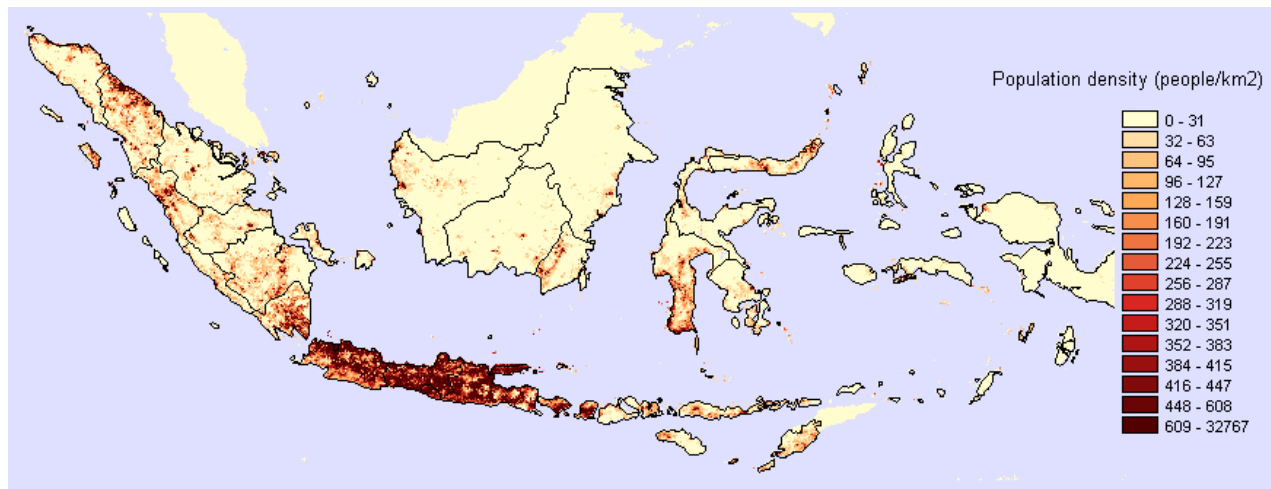 Population density (people/km2)
0 - 31
32 - 63
64 - 95
96 - 127
128 - 159
160 - 191
192 - 223
224 - 255
256 - 287
288 - 319
320 - 351
352 - 383
384 - 415
416 - 447
448 - 608
609 - 32767